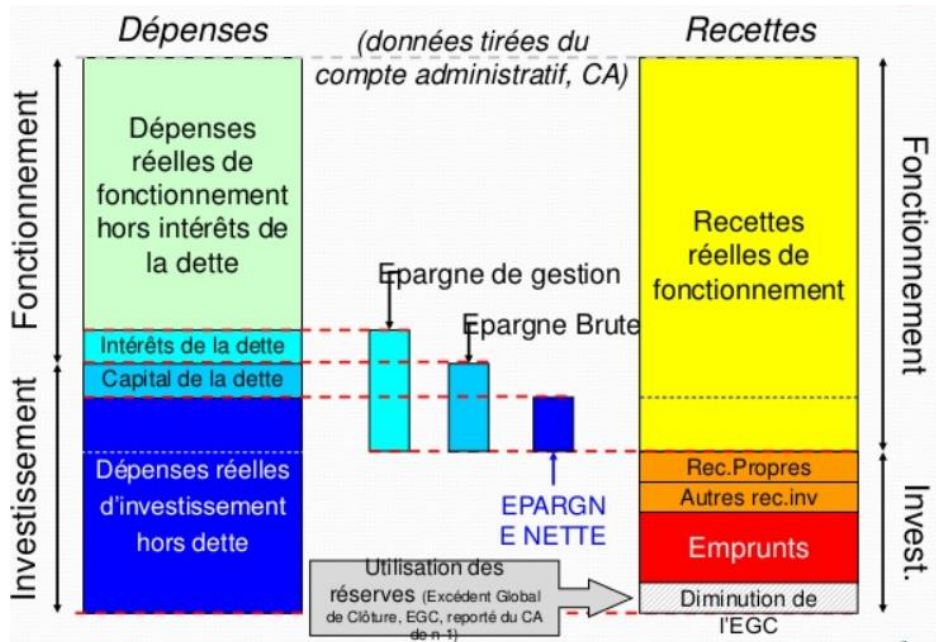 Dépenses
(données tirées du
compte administratif, CA)
Recettes
Fonctionnement
Investissement
Dépenses
réelles de
fonctionnement
hors intérêts de
la dette
Intérêts de la dette
Capital de la dette
Dépenses réelles
d'investissement
hors dette
Epargne de gestion
Epargne Brute
EPARGN
E NETTE
Utilisation des
réserves (Excédent Global
de Clôture, EGC, reporté du CA
de n-1)
Recettes
réelles de
fonctionnement
Rec.Propres
Autres rec.inv
Emprunts
Diminution de
l'EGC
Fonctionnement
Invest.